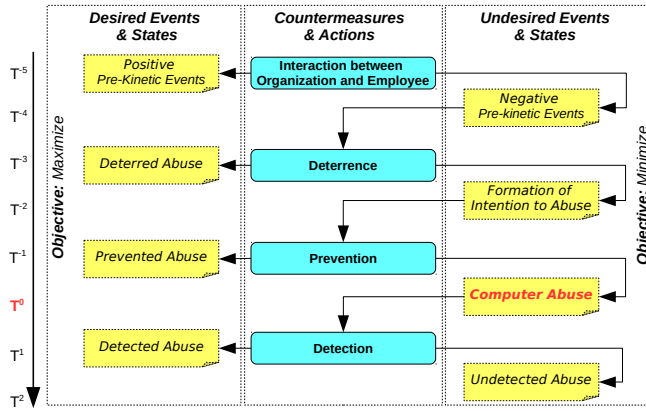 Desired Events
& States
Countermeasures
& Actions
Undesired Events
& States
T-5
T-4
T-3
T-2
T-1
T0
T1
T2
Objective: Maximize
Positive
Pre-Kinetic Events
Interaction between
Organization and Employee
Negative
Pre-kinetic Events
Deterred Abuse
Deterrence
Formation of
Intention to Abuse
Prevented Abuse
Prevention
Computer Abuse
Detected Abuse
Detection
Undetected Abuse
Objective: Minimize